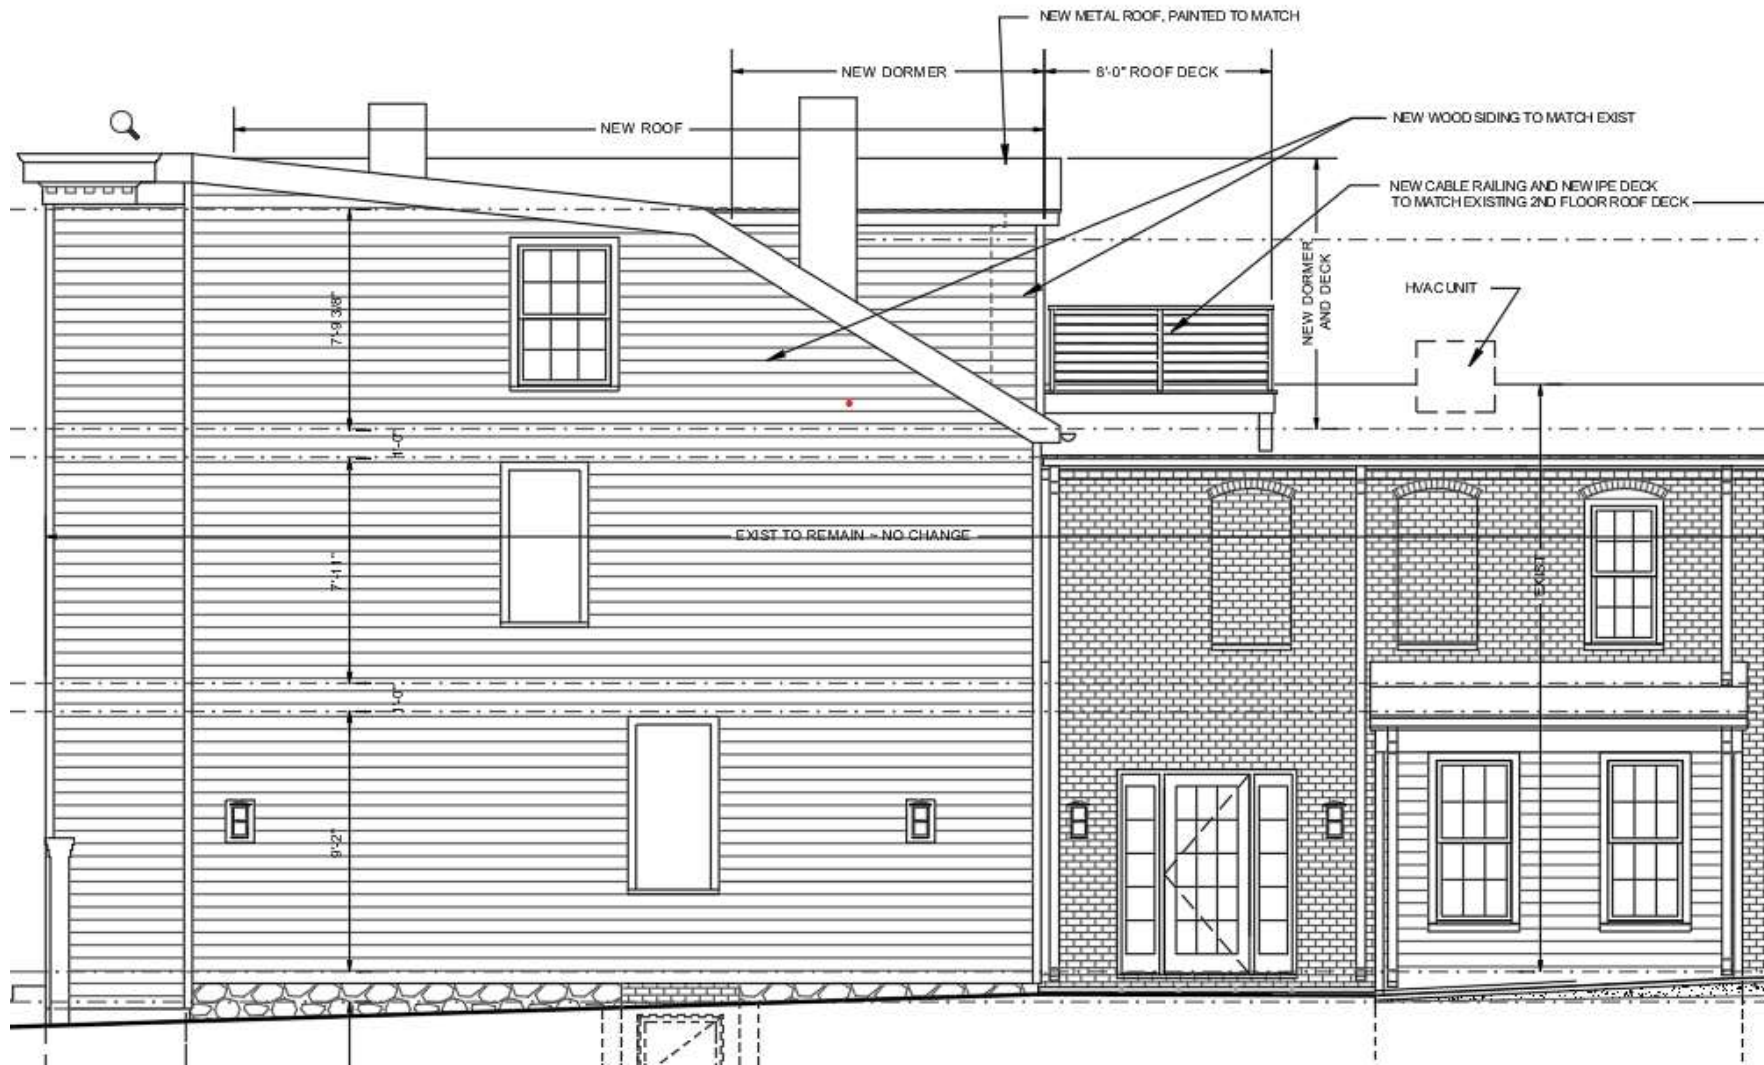 NEW METAL ROOF, PAINTED TO MATCH
NEW DORMER
8'-0" ROOF DECK
NEW ROOF
NEW WOOD SIDING TO MATCH EXIST
NEW CABLE RAILING AND NEW IPE DECK
TO MATCH EXISTING 2ND FLOOR ROOF DECK
NEW DORMER
AND DECK
HVAC UNIT
7'-9 3/8"
1'-0"
EXIST TO REMAIN ~ NO CHANGE
7'-11"
EXIST
1'-0"
9'-2"